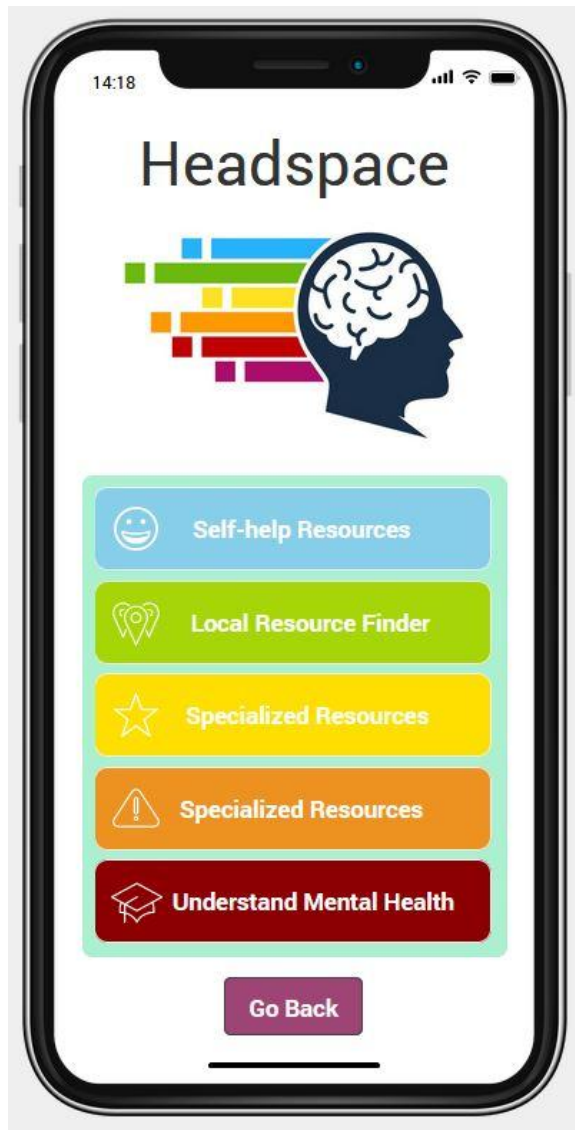 14:18
Headspace
Self-help Resources
Local Resource Finder
Specialized Resources
Specialized Resources
Understand Mental Health
Go Back